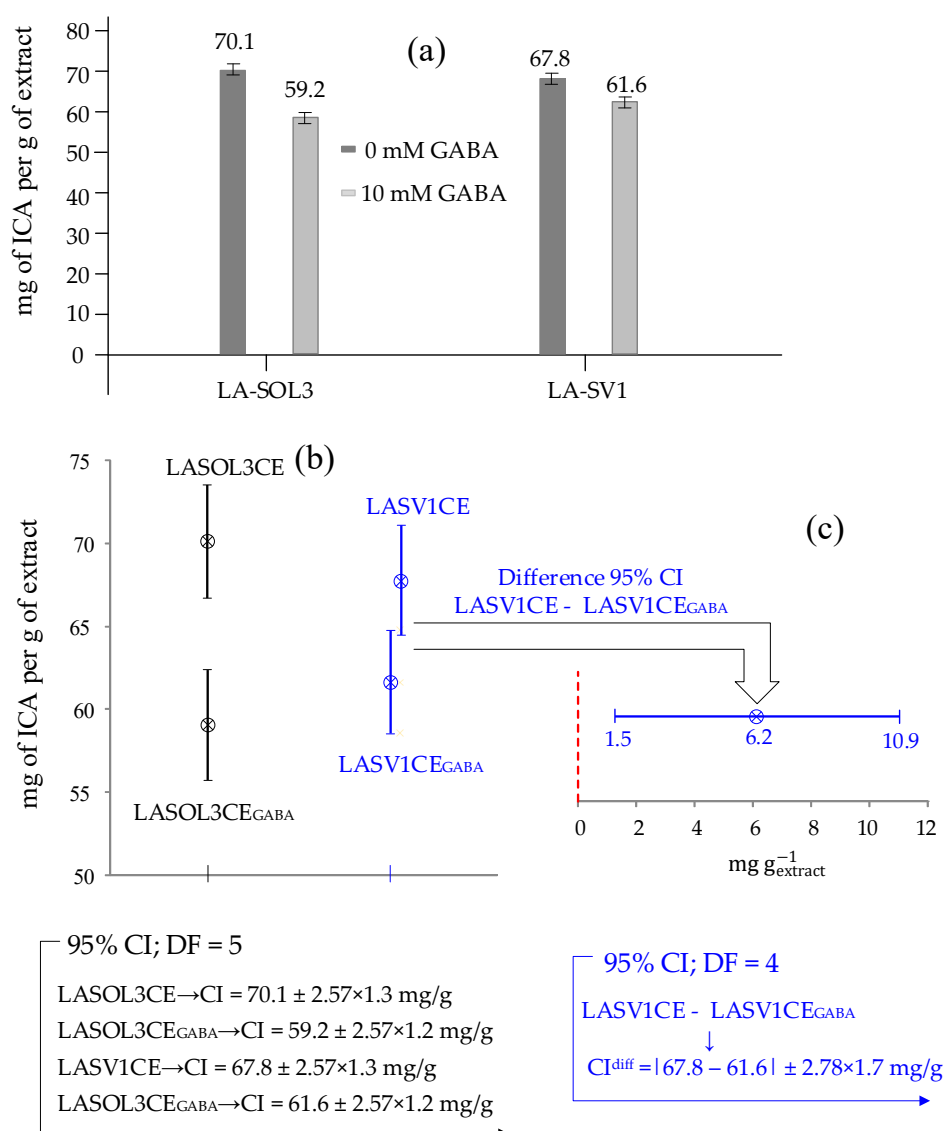 mg of ICA per g of extract
80
70
60
50
40
30
20
10
0
(a)
70.1
59.2
67.8
61.6
0 mM GABA
10 mM GABA
LA-SOL3
LA-SV1
mg of ICA per g of extract
75
70
65
60
55
50
(b)
LASOL3CE
LASV1CE
LASOL3CEGABA
LASV1CEGABA
(c)
Difference 95% CI
LASV1CE - LASV1CEGABA
1.5
6.2
10.9
0 2 4 6 8 10 12
mg g⁻¹extract
95% CI; DF = 5
LASOL3CE→CI = 70.1 ± 2.57×1.3 mg/g
LASOL3CEGABA→CI = 59.2 ± 2.57×1.2 mg/g
LASV1CE→CI = 67.8 ± 2.57×1.3 mg/g
LASOL3CEGABA→CI = 61.6 ± 2.57×1.2 mg/g
95% CI; DF = 4
LASV1CE - LASV1CEGABA
↓
CIdiff =|67.8 – 61.6| ± 2.78×1.7 mg/g